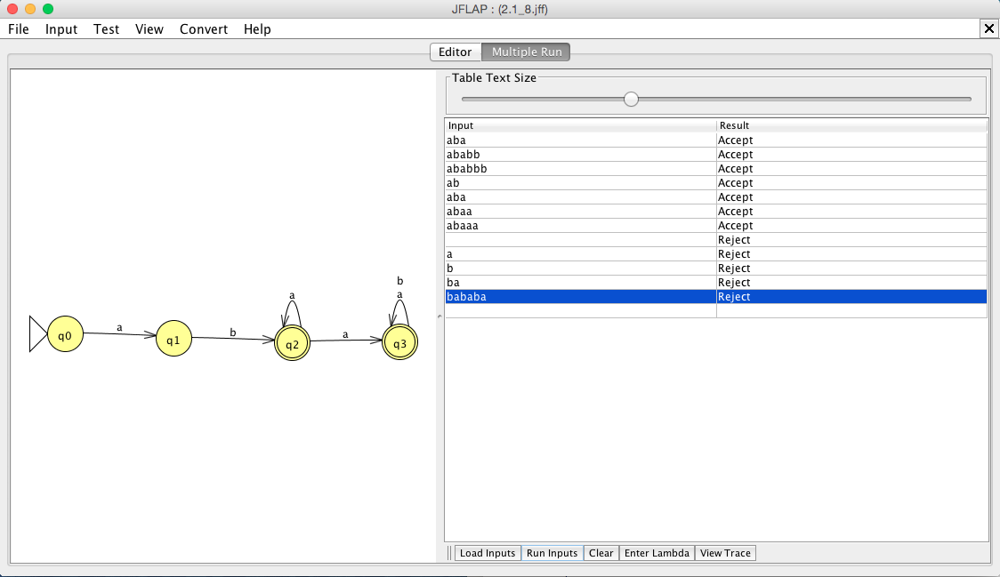 JFLAP : (2.1_8.jff)
File Input Test View Convert Help
Editor Multiple Run
Table Text Size
Input Result
aba Accept
ababb Accept
ababbb Accept
ab Accept
aba Accept
abaa Accept
abaaa Accept
Reject
a Reject
b Reject
ba Reject
bababa Reject
b
a a
q0 a q1 b q2 a q3
Load Inputs Run Inputs Clear Enter Lambda View Trace